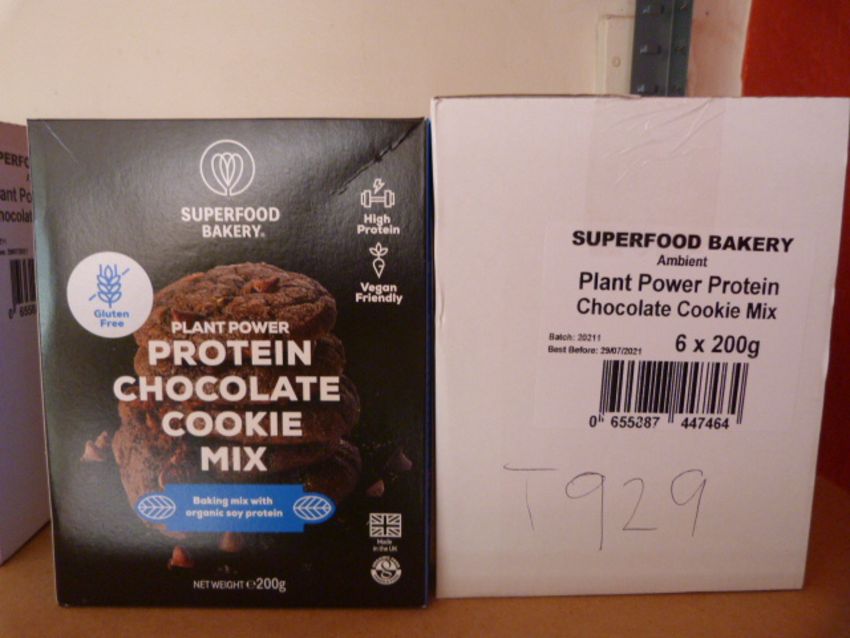 SUPERFOOD
BAKERY®
High
Protein
Vegan
Friendly
Gluten
Free
PLANT POWER
PROTEIN
CHOCOLATE
COOKIE
MIX
Baking mix with
organic soy protein
Made
in the UK
NET WEIGHT ℮200g
SUPERFOOD BAKERY
Ambient
Plant Power Protein
Chocolate Cookie Mix
Batch: 20211
Best Before: 29/07/2021
6 x 200g
0 655887 447464
T929